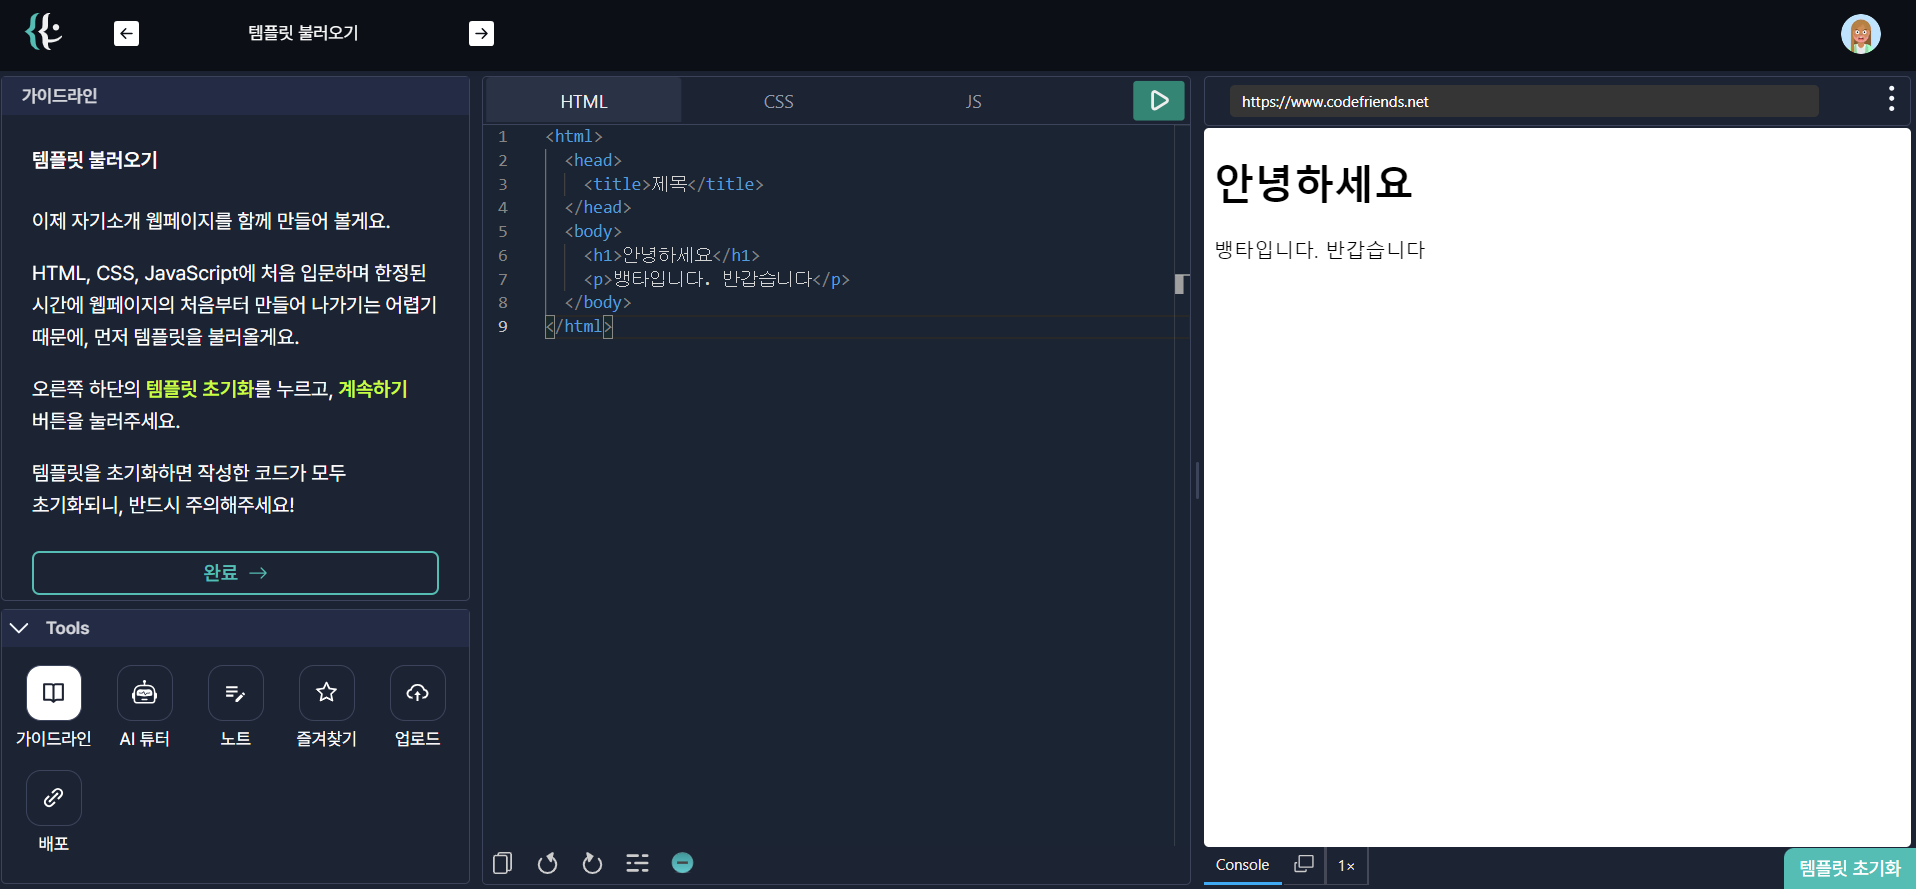 템플릿 불러오기
가이드라인
템플릿 불러오기
이제 자기소개 웹페이지를 함께 만들어 볼게요.
HTML, CSS, JavaScript에 처음 입문하며 한정된
시간에 웹페이지의 처음부터 만들어 나가기는 어렵기
때문에, 먼저 템플릿을 불러올게요.
오른쪽 하단의 템플릿 초기화를 누르고, 계속하기
버튼을 눌러주세요.
템플릿을 초기화하면 작성한 코드가 모두
초기화되니, 반드시 주의해주세요!
완료 →
Tools
가이드라인 AI 튜터 노트 즐겨찾기 업로드
배포
HTML CSS JS
1 <html>
2 <head>
3 <title>제목</title>
4 </head>
5 <body>
6 <h1>안녕하세요</h1>
7 <p>뱅타입니다. 반갑습니다</p>
8 </body>
9 </html>
https://www.codefriends.net
안녕하세요
뱅타입니다. 반갑습니다
Console 1×
템플릿 초기화